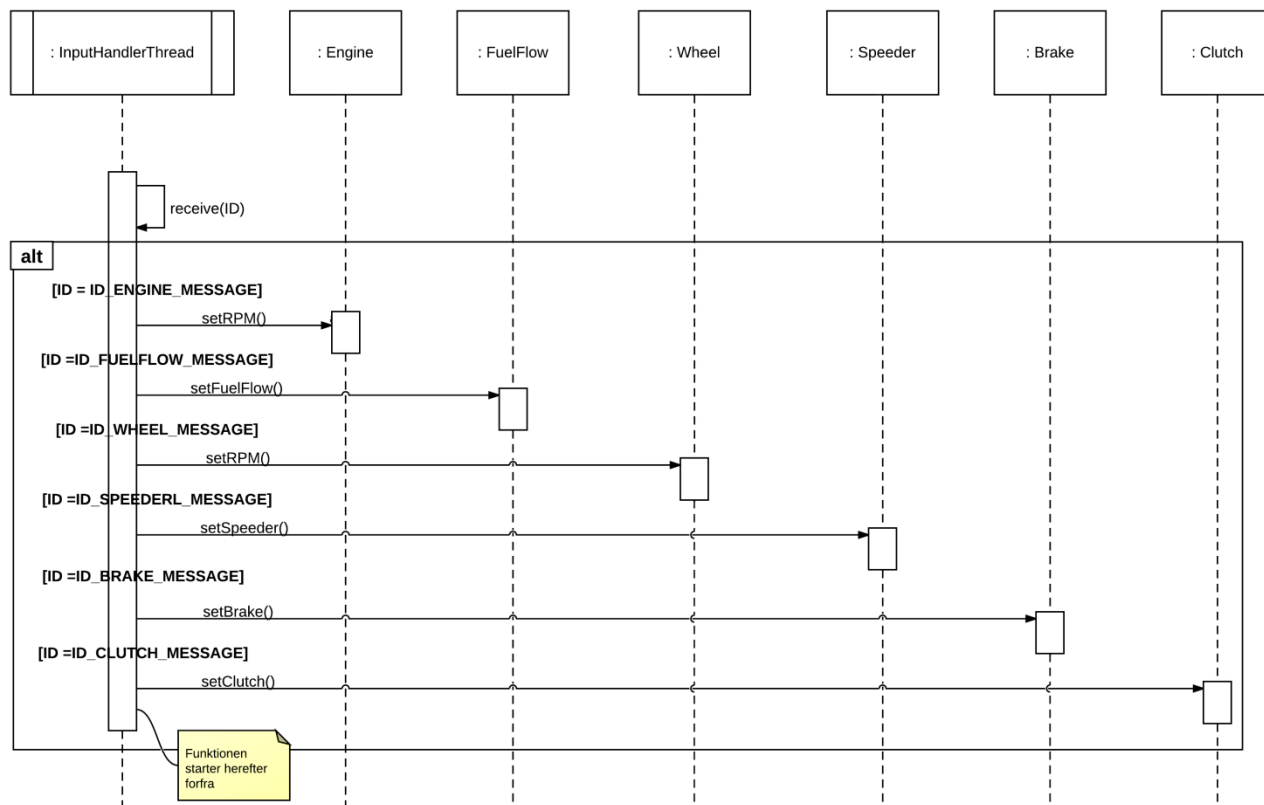 : InputHandlerThread
: Engine
: FuelFlow
: Wheel
: Speeder
: Brake
: Clutch
receive(ID)
alt
[ID = ID_ENGINE_MESSAGE]
setRPM()
[ID =ID_FUELFLOW_MESSAGE]
setFuelFlow()
[ID =ID_WHEEL_MESSAGE]
setRPM()
[ID =ID_SPEEDERL_MESSAGE]
setSpeeder()
[ID =ID_BRAKE_MESSAGE]
setBrake()
[ID =ID_CLUTCH_MESSAGE]
setClutch()
Funktionen
starter herefter
forfra